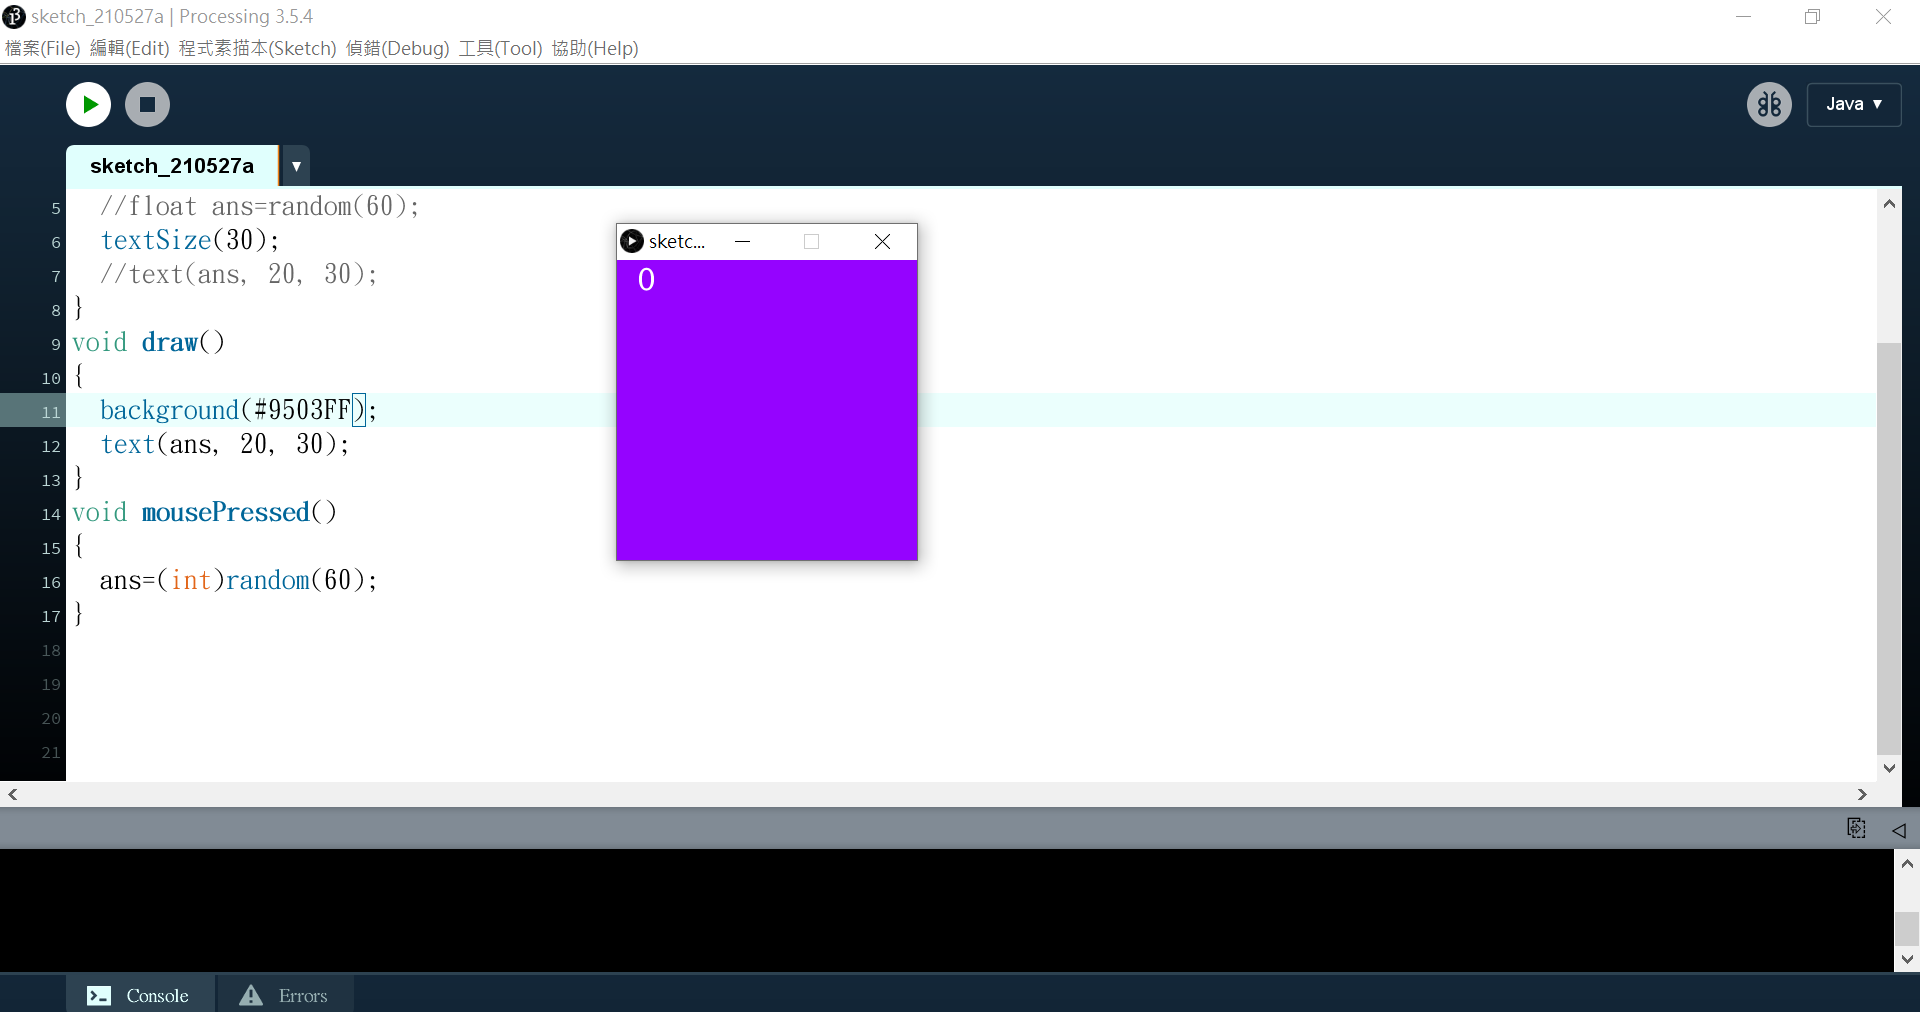 sketch_210527a | Processing 3.5.4
檔案(File) 編輯(Edit) 程式素描本(Sketch) 偵錯(Debug) 工具(Tool) 協助(Help)
Java ▼
sketch_210527a ▼
5 //float ans=random(60);
6 textSize(30);
7 //text(ans, 20, 30);
8 }
9 void draw()
10 {
11 background(#9503FF);
12 text(ans, 20, 30);
13 }
14 void mousePressed()
15 {
16 ans=(int)random(60);
17 }
18
19
20
21
sketc...
0
Console
Errors